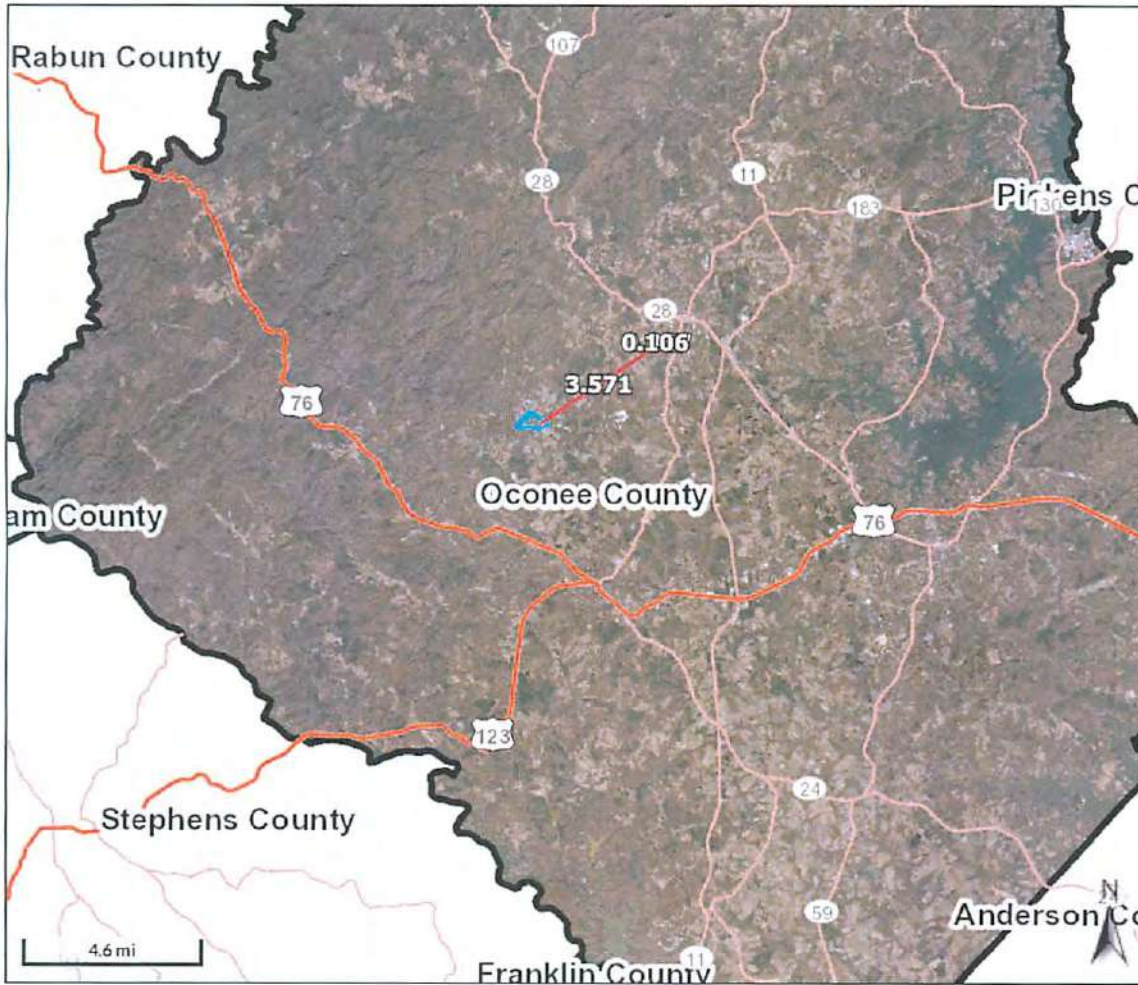 107
Rabun County
28
11
183
Pickens C
130
28
0.106
3.571
76
Oconee County
am County
76
123
24
Stephens County
N
59
Anderson Co
4.6 mi
11
Franklin County